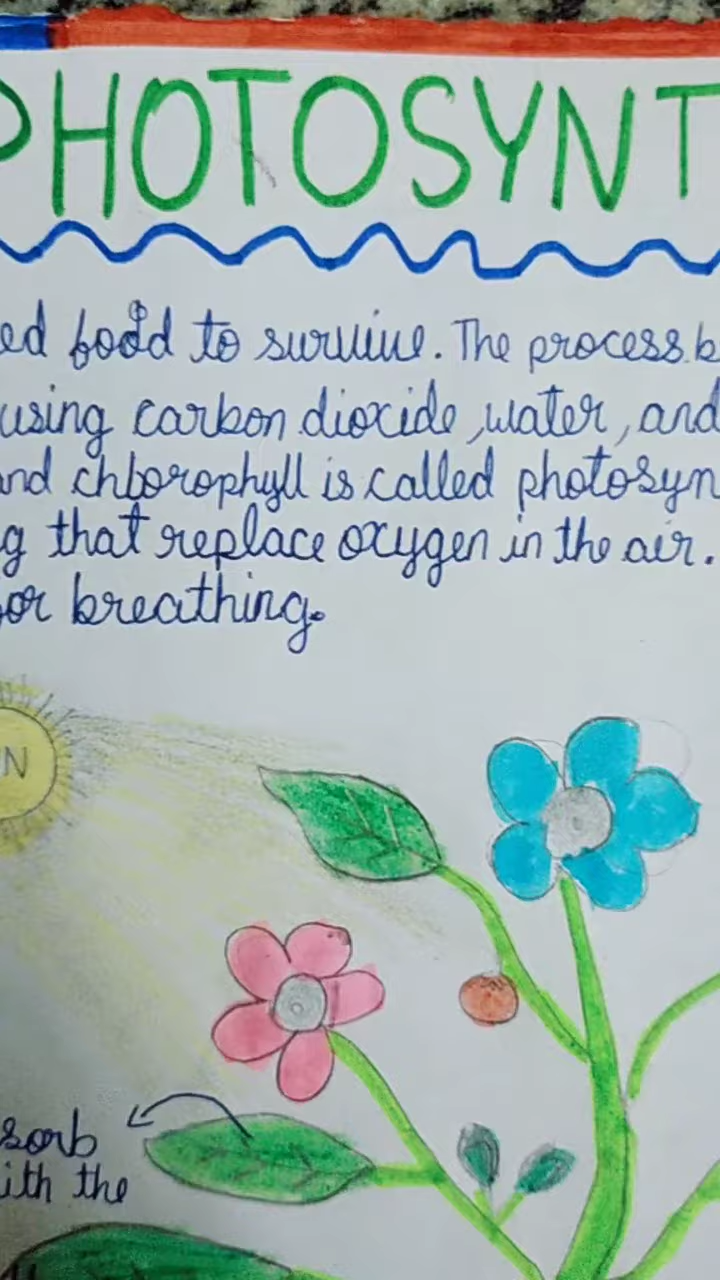 PHOTOSYNT
ed food to survive. The process b
using carbon dioxide, water, and
and chlorophyll is called photosyn
g that replace oxygen in the air.
or breathing.
N
sorb
ith the